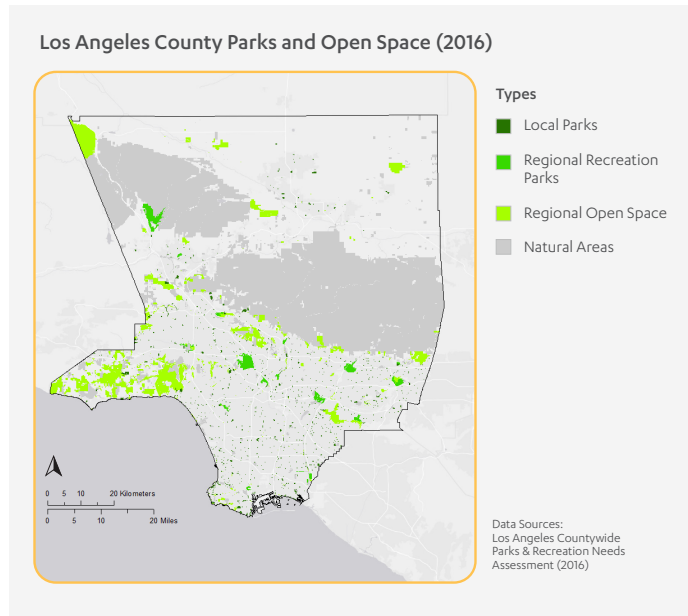 Los Angeles County Parks and Open Space (2016)
Types
Local Parks
Regional Recreation
Parks
Regional Open Space
Natural Areas
0 5 10 20 Kilometers
0 5 10 20 Miles
Data Sources:
Los Angeles Countywide
Parks & Recreation Needs
Assessment (2016)